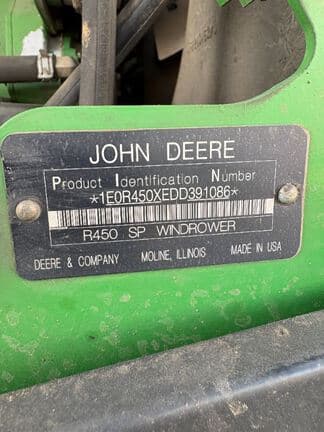 JOHN DEERE
Product Identification Number
*1E0R450XEDD391086*
R450 SP WINDROWER
DEERE & COMPANY MOLINE, ILLINOIS MADE IN USA